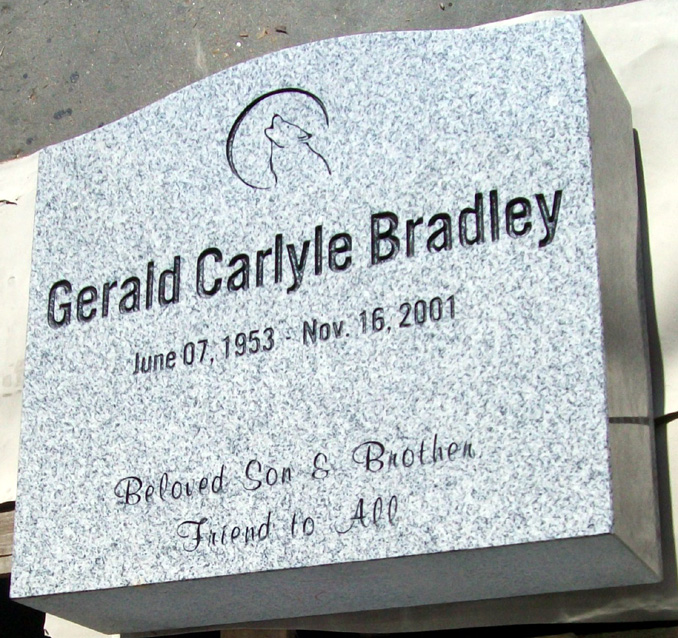 Gerald Carlyle Bradley
June 07, 1953 - Nov. 16, 2001
Beloved Son & Brother
Friend to All